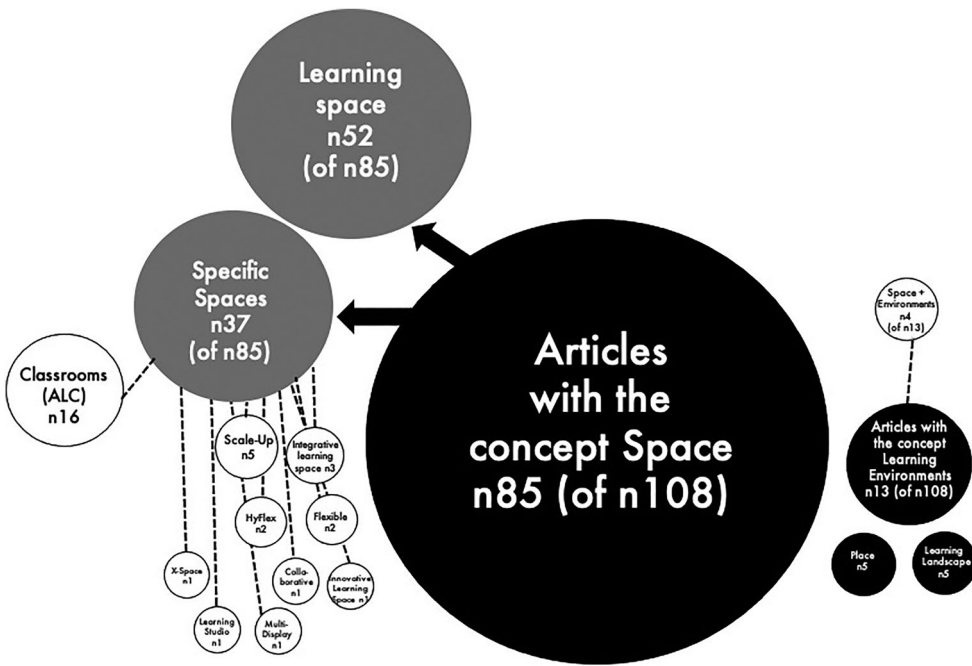 Learning
space
n52
(of n85)
Specific
Spaces
n37
(of n85)
Classrooms
(ALC)
n16
Scale-Up
n5
Integrative
learning
space n3
HyFlex
n2
Flexible
n2
X-Space
n1
Colla-
borative
n1
Innovative
Learning
Space n1
Learning
Studio
n1
Multi-
Display
n1
Articles
with the
concept Space
n85 (of n108)
Space +
Environments
n4
(of n13)
Articles with
the concept
Learning
Environments
n13 (of n108)
Place
n5
Learning
Landscape
n5